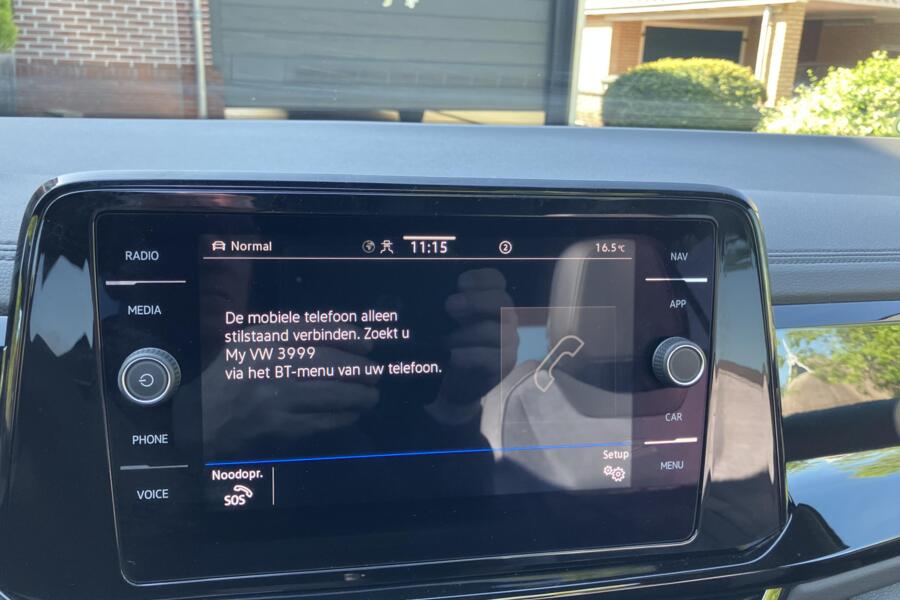 RADIO
MEDIA
PHONE
VOICE
Normal
11:15
2
16.5°C
De mobiele telefoon alleen
stilstaand verbinden. Zoekt u
My VW 3999
via het BT-menu van uw telefoon.
Noodopr.
SOS
Setup
NAV
APP
CAR
MENU